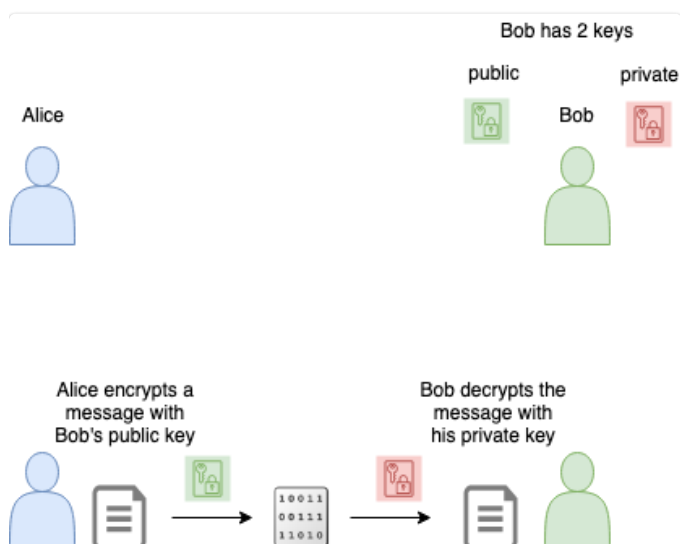 Bob has 2 keys
public
private
Alice
Bob
Alice encrypts a
message with
Bob's public key
Bob decrypts the
message with
his private key
10011
00111
11010